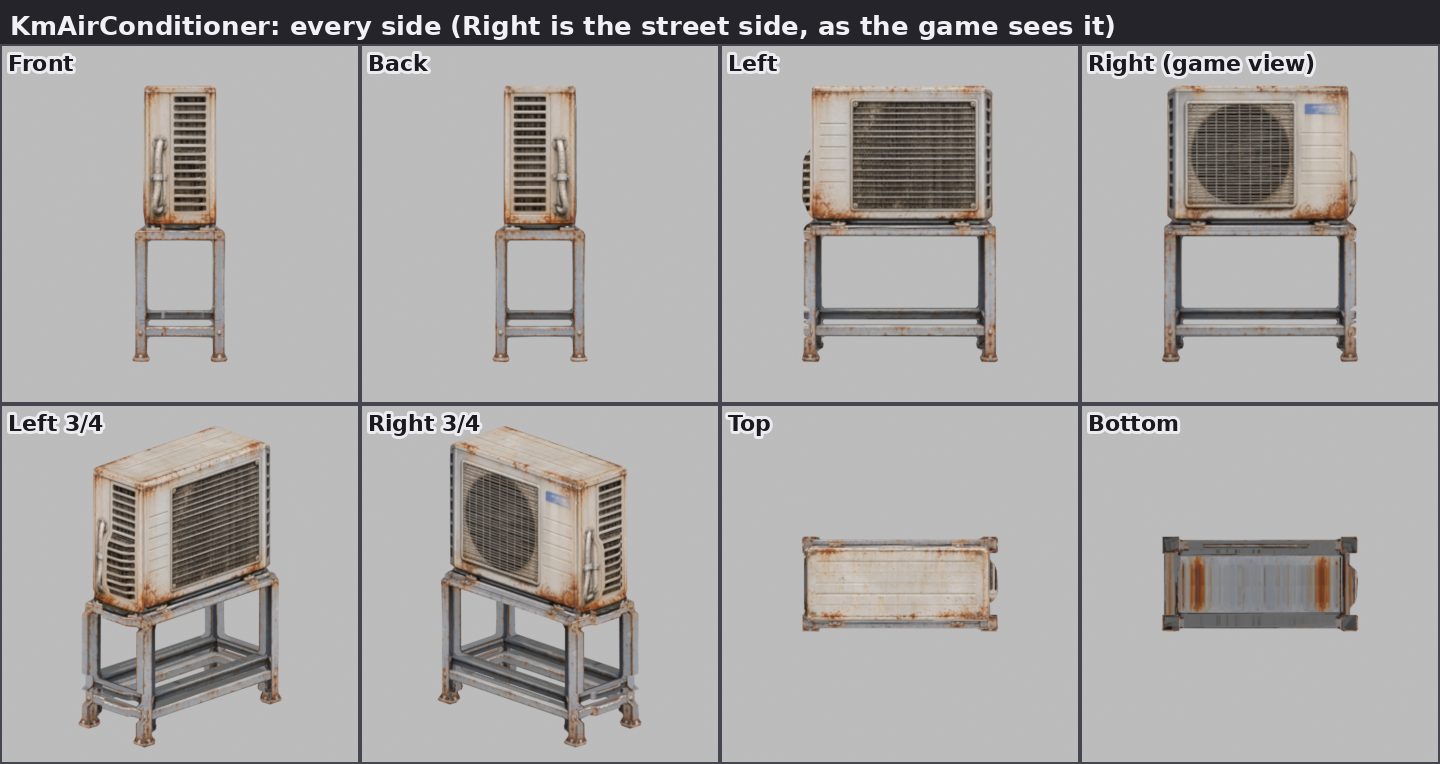 KmAirConditioner: every side (Right is the street side, as the game sees it)
Front
Back
Left
Right (game view)
Left 3/4
Right 3/4
Top
Bottom